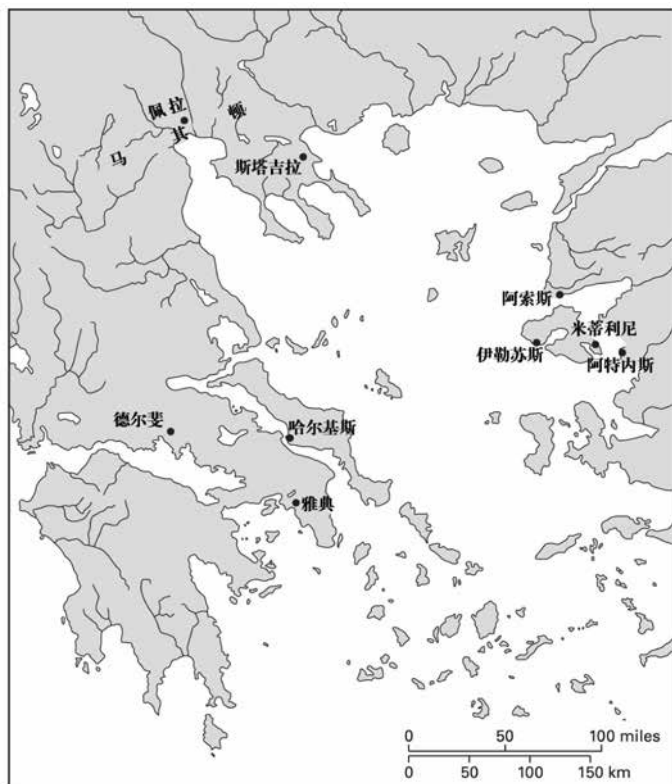 佩拉
马其顿
斯塔吉拉
阿索斯
米蒂利尼
伊勒苏斯
阿特内斯
德尔斐
哈尔基斯
雅典
0 50 100 miles
0 50 100 150 km